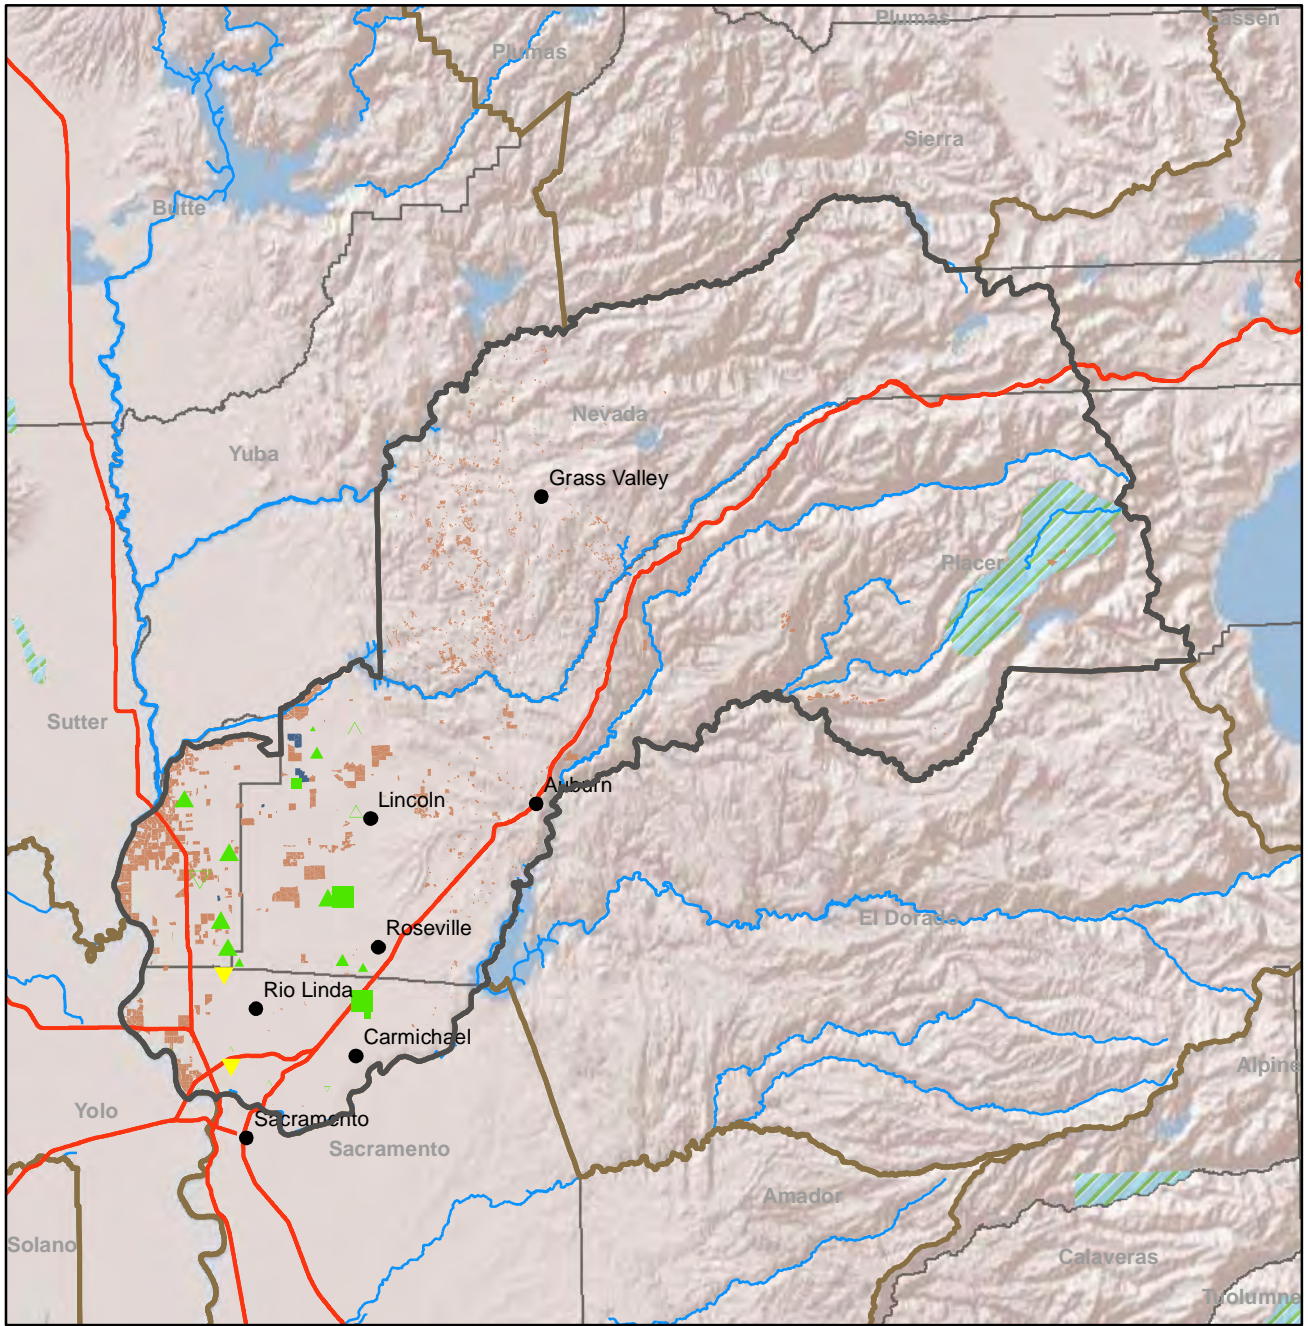 Plumas
Lassen
Plumas
Sierra
Butte
Nevada
Yuba
Grass Valley
Placer
Sutter
Auburn
Lincoln
El Dorado
Roseville
Rio Linda
Carmichael
Alpine
Yolo
Sacramento
Sacramento
Amador
Solano
Calaveras
Tuolumne